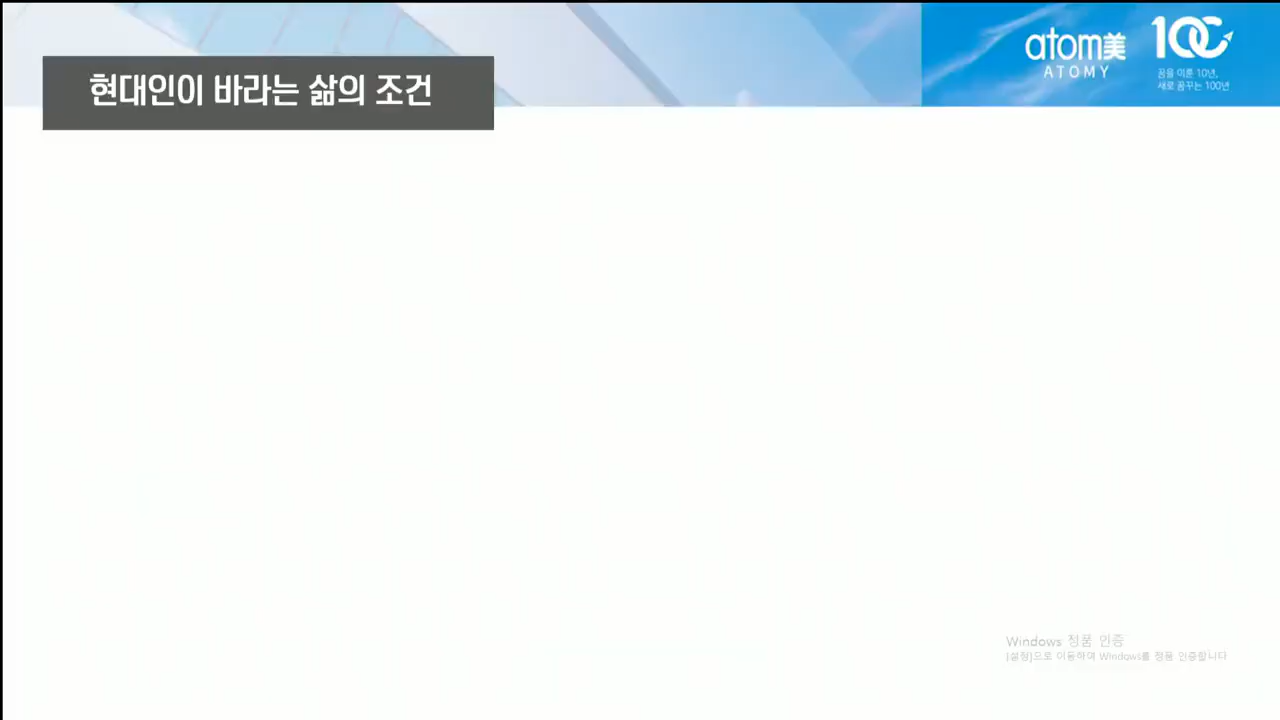 현대인이 바라는 삶의 조건
atom美
ATOMY
100
꿈을 이룬 10년,
새로 꿈꾸는 100년
Windows 정품 인증
[설정]으로 이동하여 Windows를 정품 인증합니다